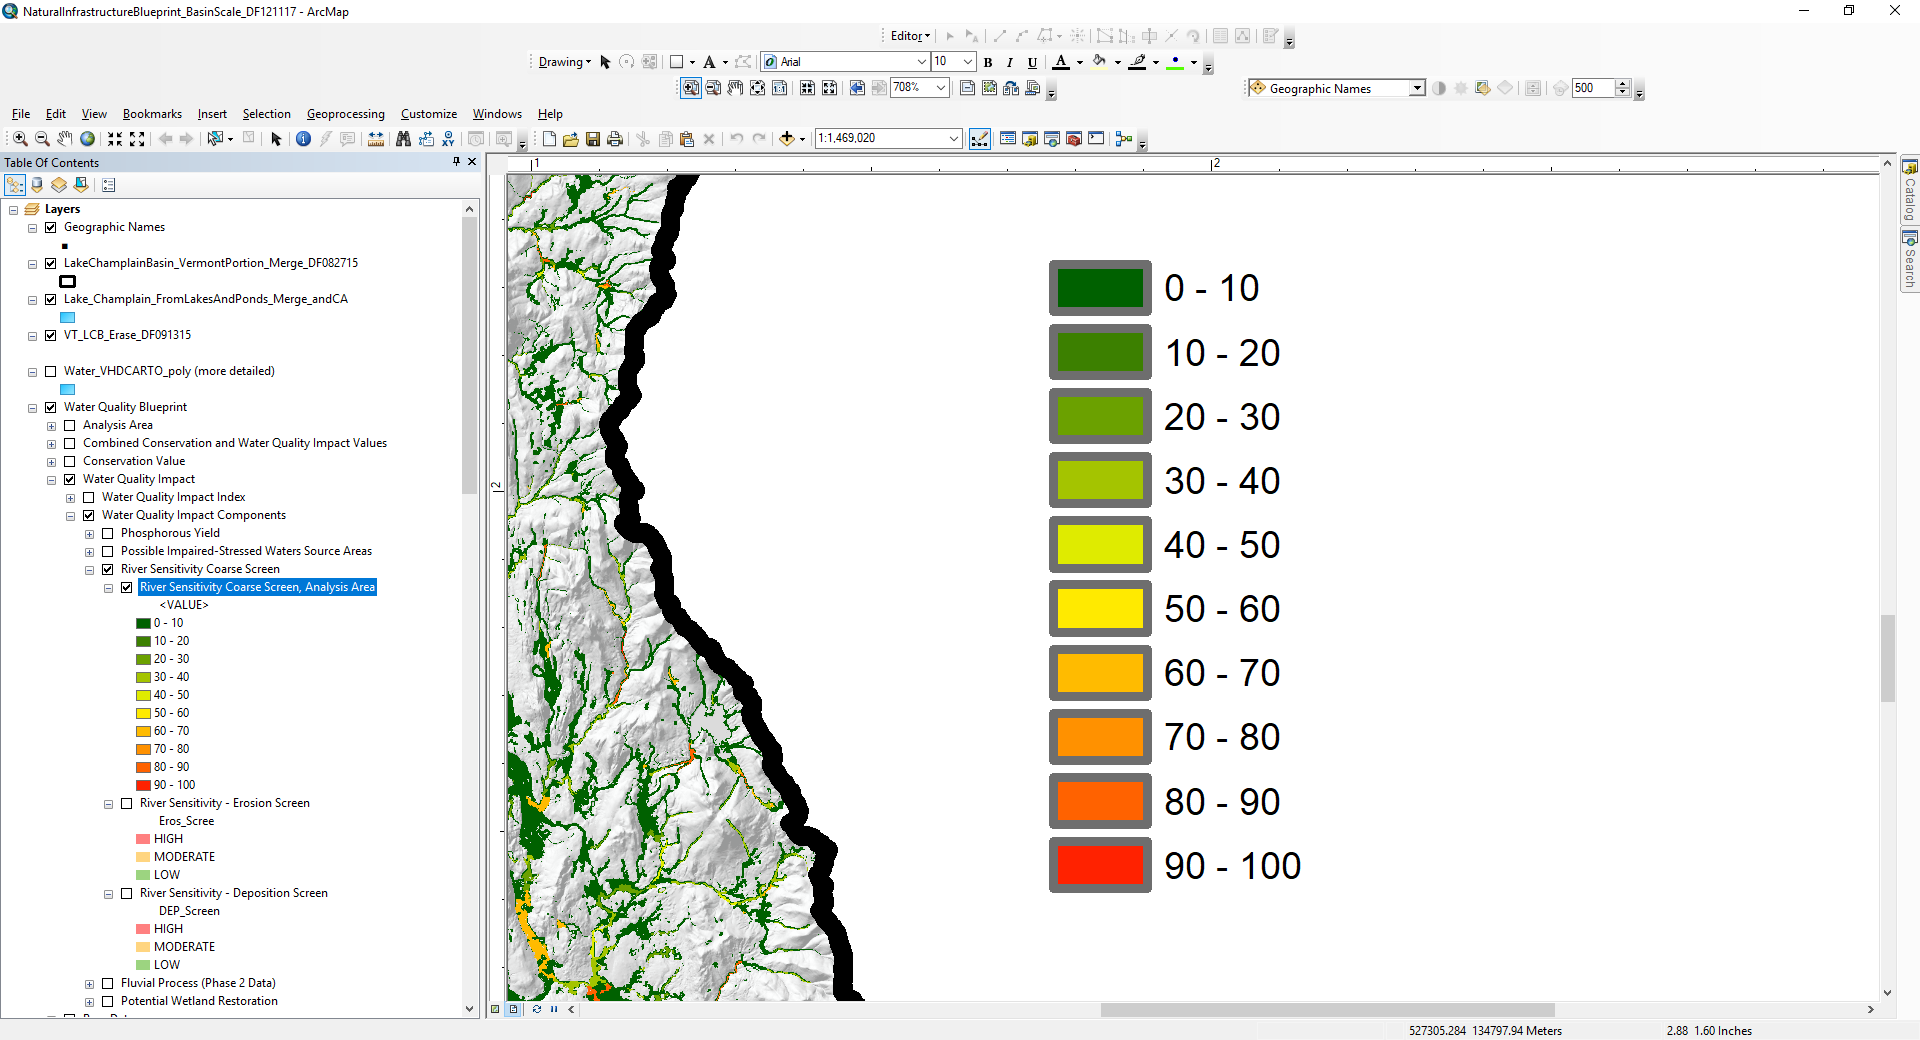 NaturalInfrastructureBlueprint_BasinScale_DF121117 - ArcMap
Editor
Drawing
A
Arial
10
B I U
A
708%
Geographic Names
500
File Edit View Bookmarks Insert Selection Geoprocessing Customize Windows Help
1:1,469,020
Table Of Contents
Layers
Geographic Names
LakeChamplainBasin_VermontPortion_Merge_DF082715
Lake_Champlain_FromLakesAndPonds_Merge_andCA
VT_LCB_Erase_DF091315
Water_VHDCARTO_poly (more detailed)
Water Quality Blueprint
Analysis Area
Combined Conservation and Water Quality Impact Values
Conservation Value
Water Quality Impact
Water Quality Impact Index
Water Quality Impact Components
Phosphorous Yield
Possible Impaired-Stressed Waters Source Areas
River Sensitivity Coarse Screen
River Sensitivity Coarse Screen, Analysis Area
<VALUE>
0 - 10
10 - 20
20 - 30
30 - 40
40 - 50
50 - 60
60 - 70
70 - 80
80 - 90
90 - 100
River Sensitivity - Erosion Screen
Eros_Scree
HIGH
MODERATE
LOW
River Sensitivity - Deposition Screen
DEP_Screen
HIGH
MODERATE
LOW
Fluvial Process (Phase 2 Data)
Potential Wetland Restoration
1
2
2
0 - 10
10 - 20
20 - 30
30 - 40
40 - 50
50 - 60
60 - 70
70 - 80
80 - 90
90 - 100
Catalog
Search
527305.284 134797.94 Meters
2.88 1.60 Inches